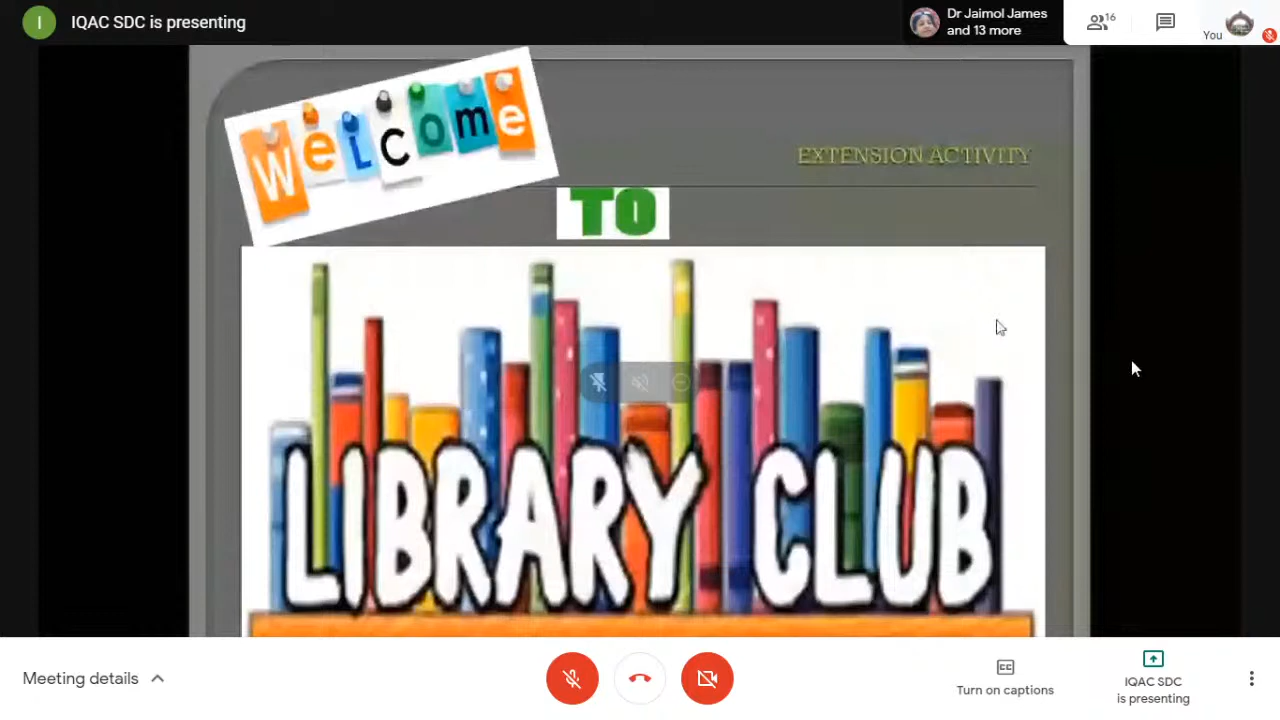 I
IQAC SDC is presenting
Dr Jaimol James
and 13 more
16
You
Welcome
EXTENSION ACTIVITY
TO
LIBRARY CLUB
Meeting details
CC
Turn on captions
IQAC SDC
is presenting